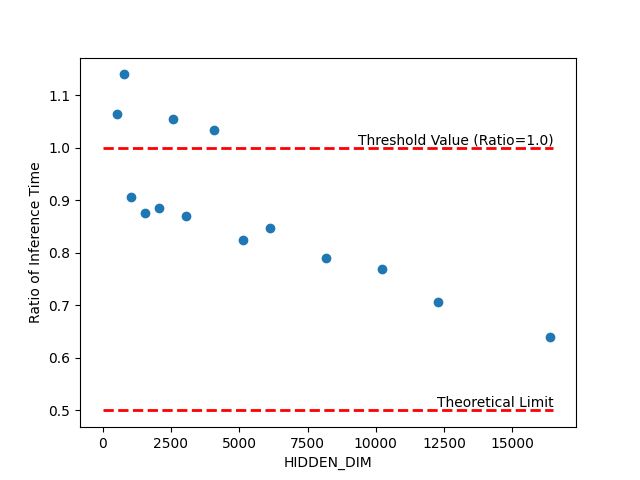 1.1
Threshold Value (Ratio=1.0)
1.0
0.9
0.8
0.7
0.6
Theoretical Limit
0.5
Ratio of Inference Time
0 2500 5000 7500 10000 12500 15000
HIDDEN_DIM